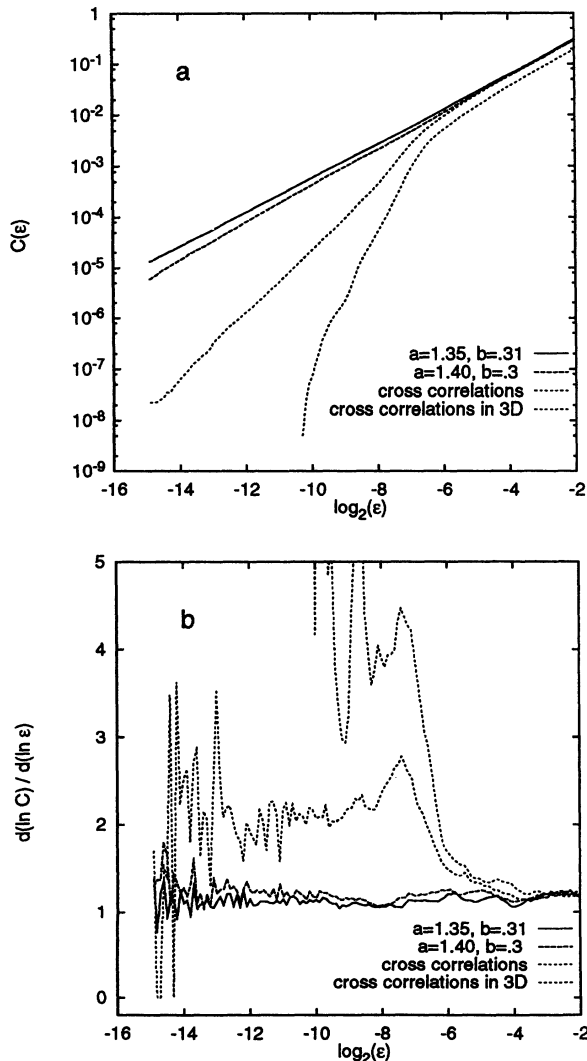 1
10^-1
10^-2
10^-3
10^-4
10^-5
10^-6
10^-7
10^-8
10^-9
C(ε)
a
a=1.35, b=.31
a=1.40, b=.3
cross correlations
cross correlations in 3D
-16 -14 -12 -10 -8 -6 -4 -2
log_2(ε)
5
4
3
2
1
0
d(ln C) / d(ln ε)
b
a=1.35, b=.31
a=1.40, b=.3
cross correlations
cross correlations in 3D
-16 -14 -12 -10 -8 -6 -4 -2
log_2(ε)